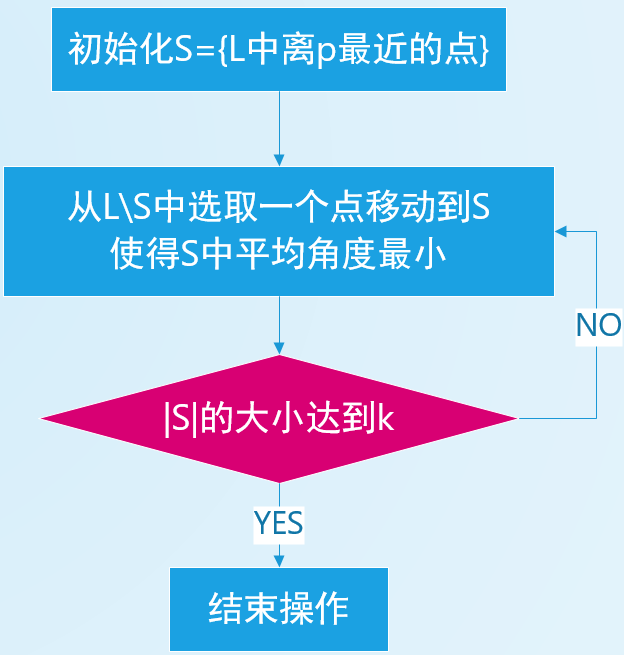 初始化S={L中离p最近的点}
从L\S中选取一个点移动到S
使得S中平均角度最小
NO
|S|的大小达到k
YES
结束操作